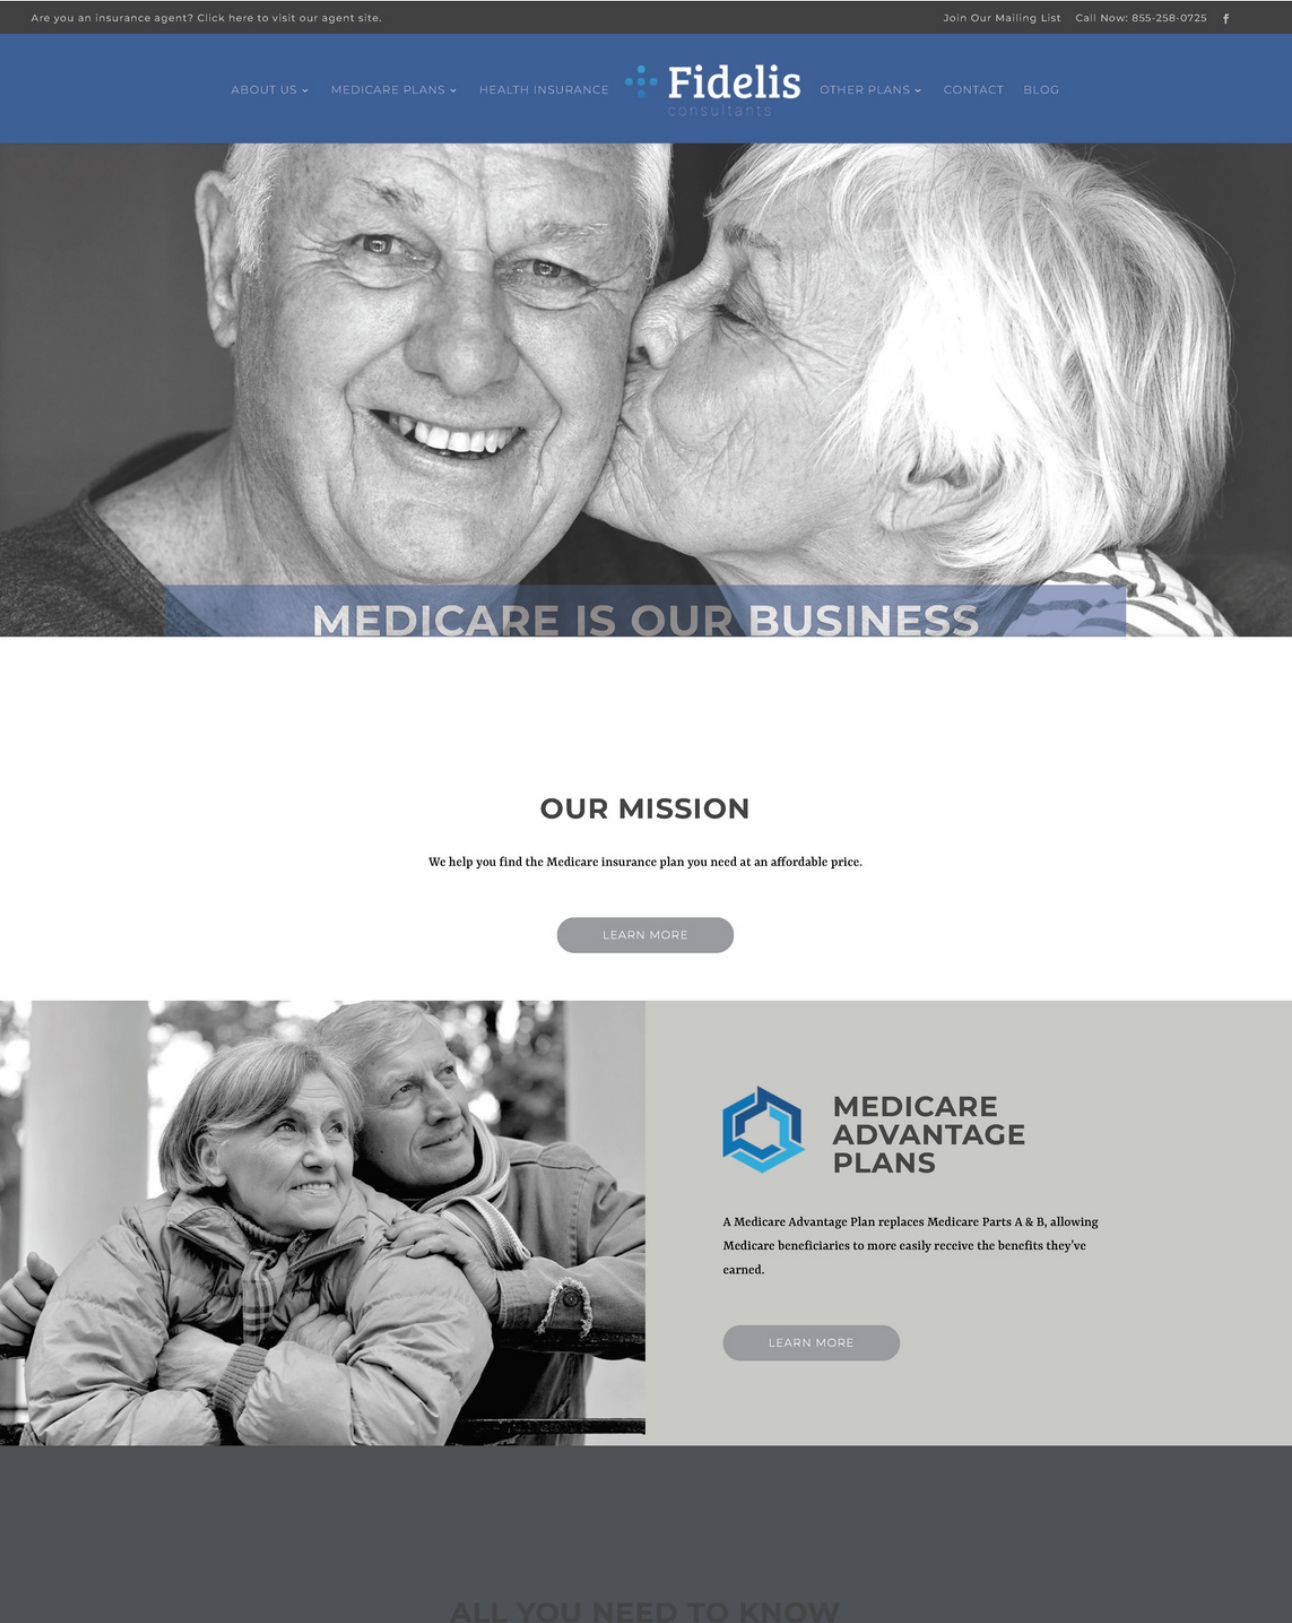 Are you an insurance agent? Click here to visit our agent site.
Join Our Mailing List Call Now: 855-258-0725 f
ABOUT US MEDICARE PLANS HEALTH INSURANCE Fidelis consultants OTHER PLANS CONTACT BLOG
MEDICARE IS OUR BUSINESS
OUR MISSION
We help you find the Medicare insurance plan you need at an affordable price.
LEARN MORE
MEDICARE
ADVANTAGE
PLANS
A Medicare Advantage Plan replaces Medicare Parts A & B, allowing
Medicare beneficiaries to more easily receive the benefits they've
earned.
LEARN MORE
ALL YOU NEED TO KNOW